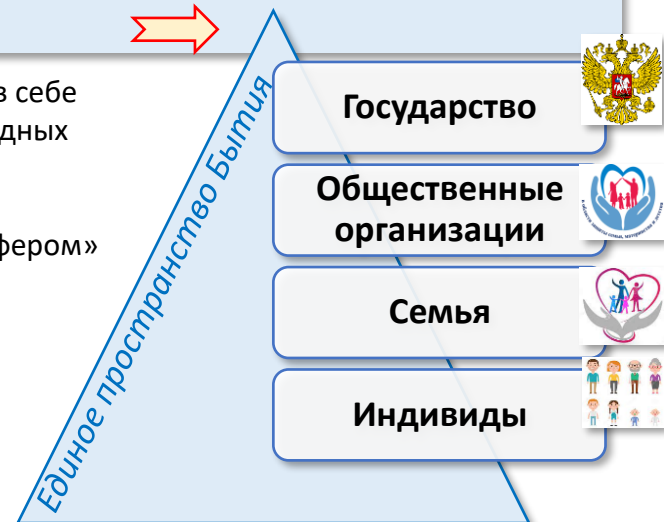 в себе
дных
фером»
Единое пространство Бытия
Государство
Общественные
организации
Семья
Индивиды